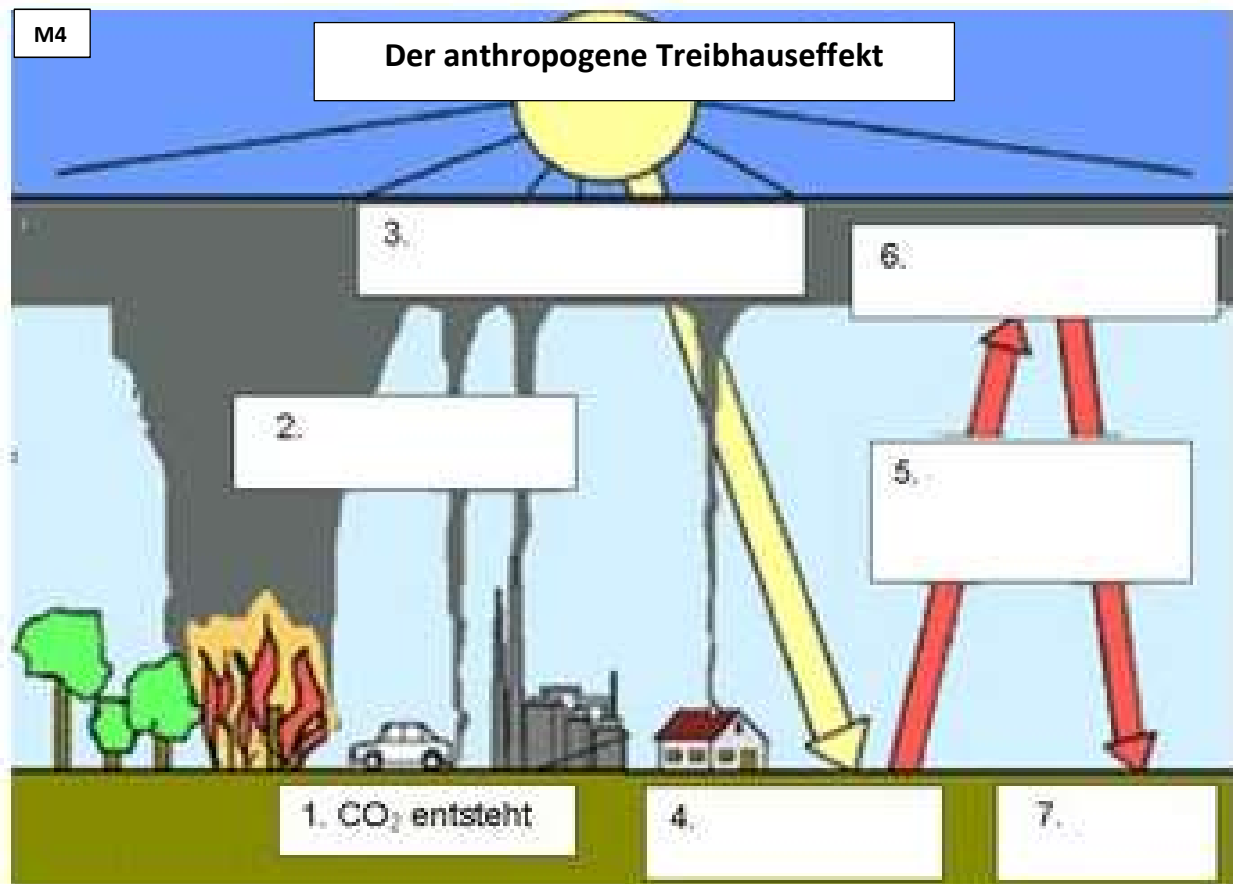 M4
Der anthropogene Treibhauseffekt
3.
6.
2.
5.
1. CO₂ entsteht
4.
7.